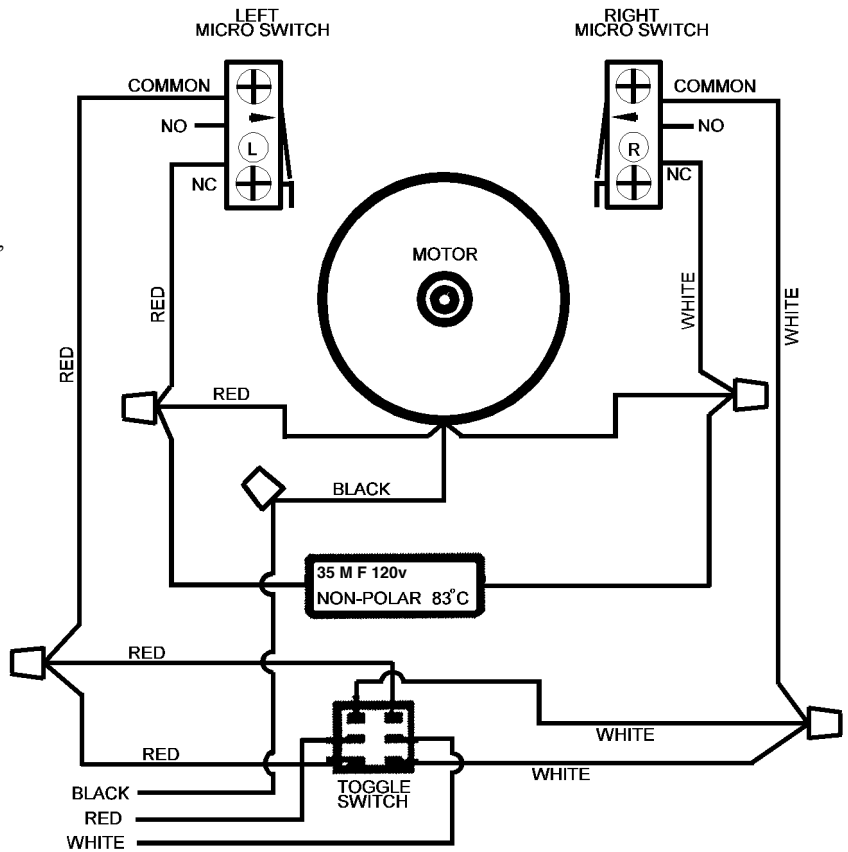 LEFT
MICRO SWITCH
RIGHT
MICRO SWITCH
COMMON
COMMON
NO
NO
L
R
NC
NC
MOTOR
RED
WHITE
WHITE
RED
RED
BLACK
35 M F 120v
NON-POLAR 83°C
RED
WHITE
RED
WHITE
TOGGLE
SWITCH
BLACK
RED
WHITE